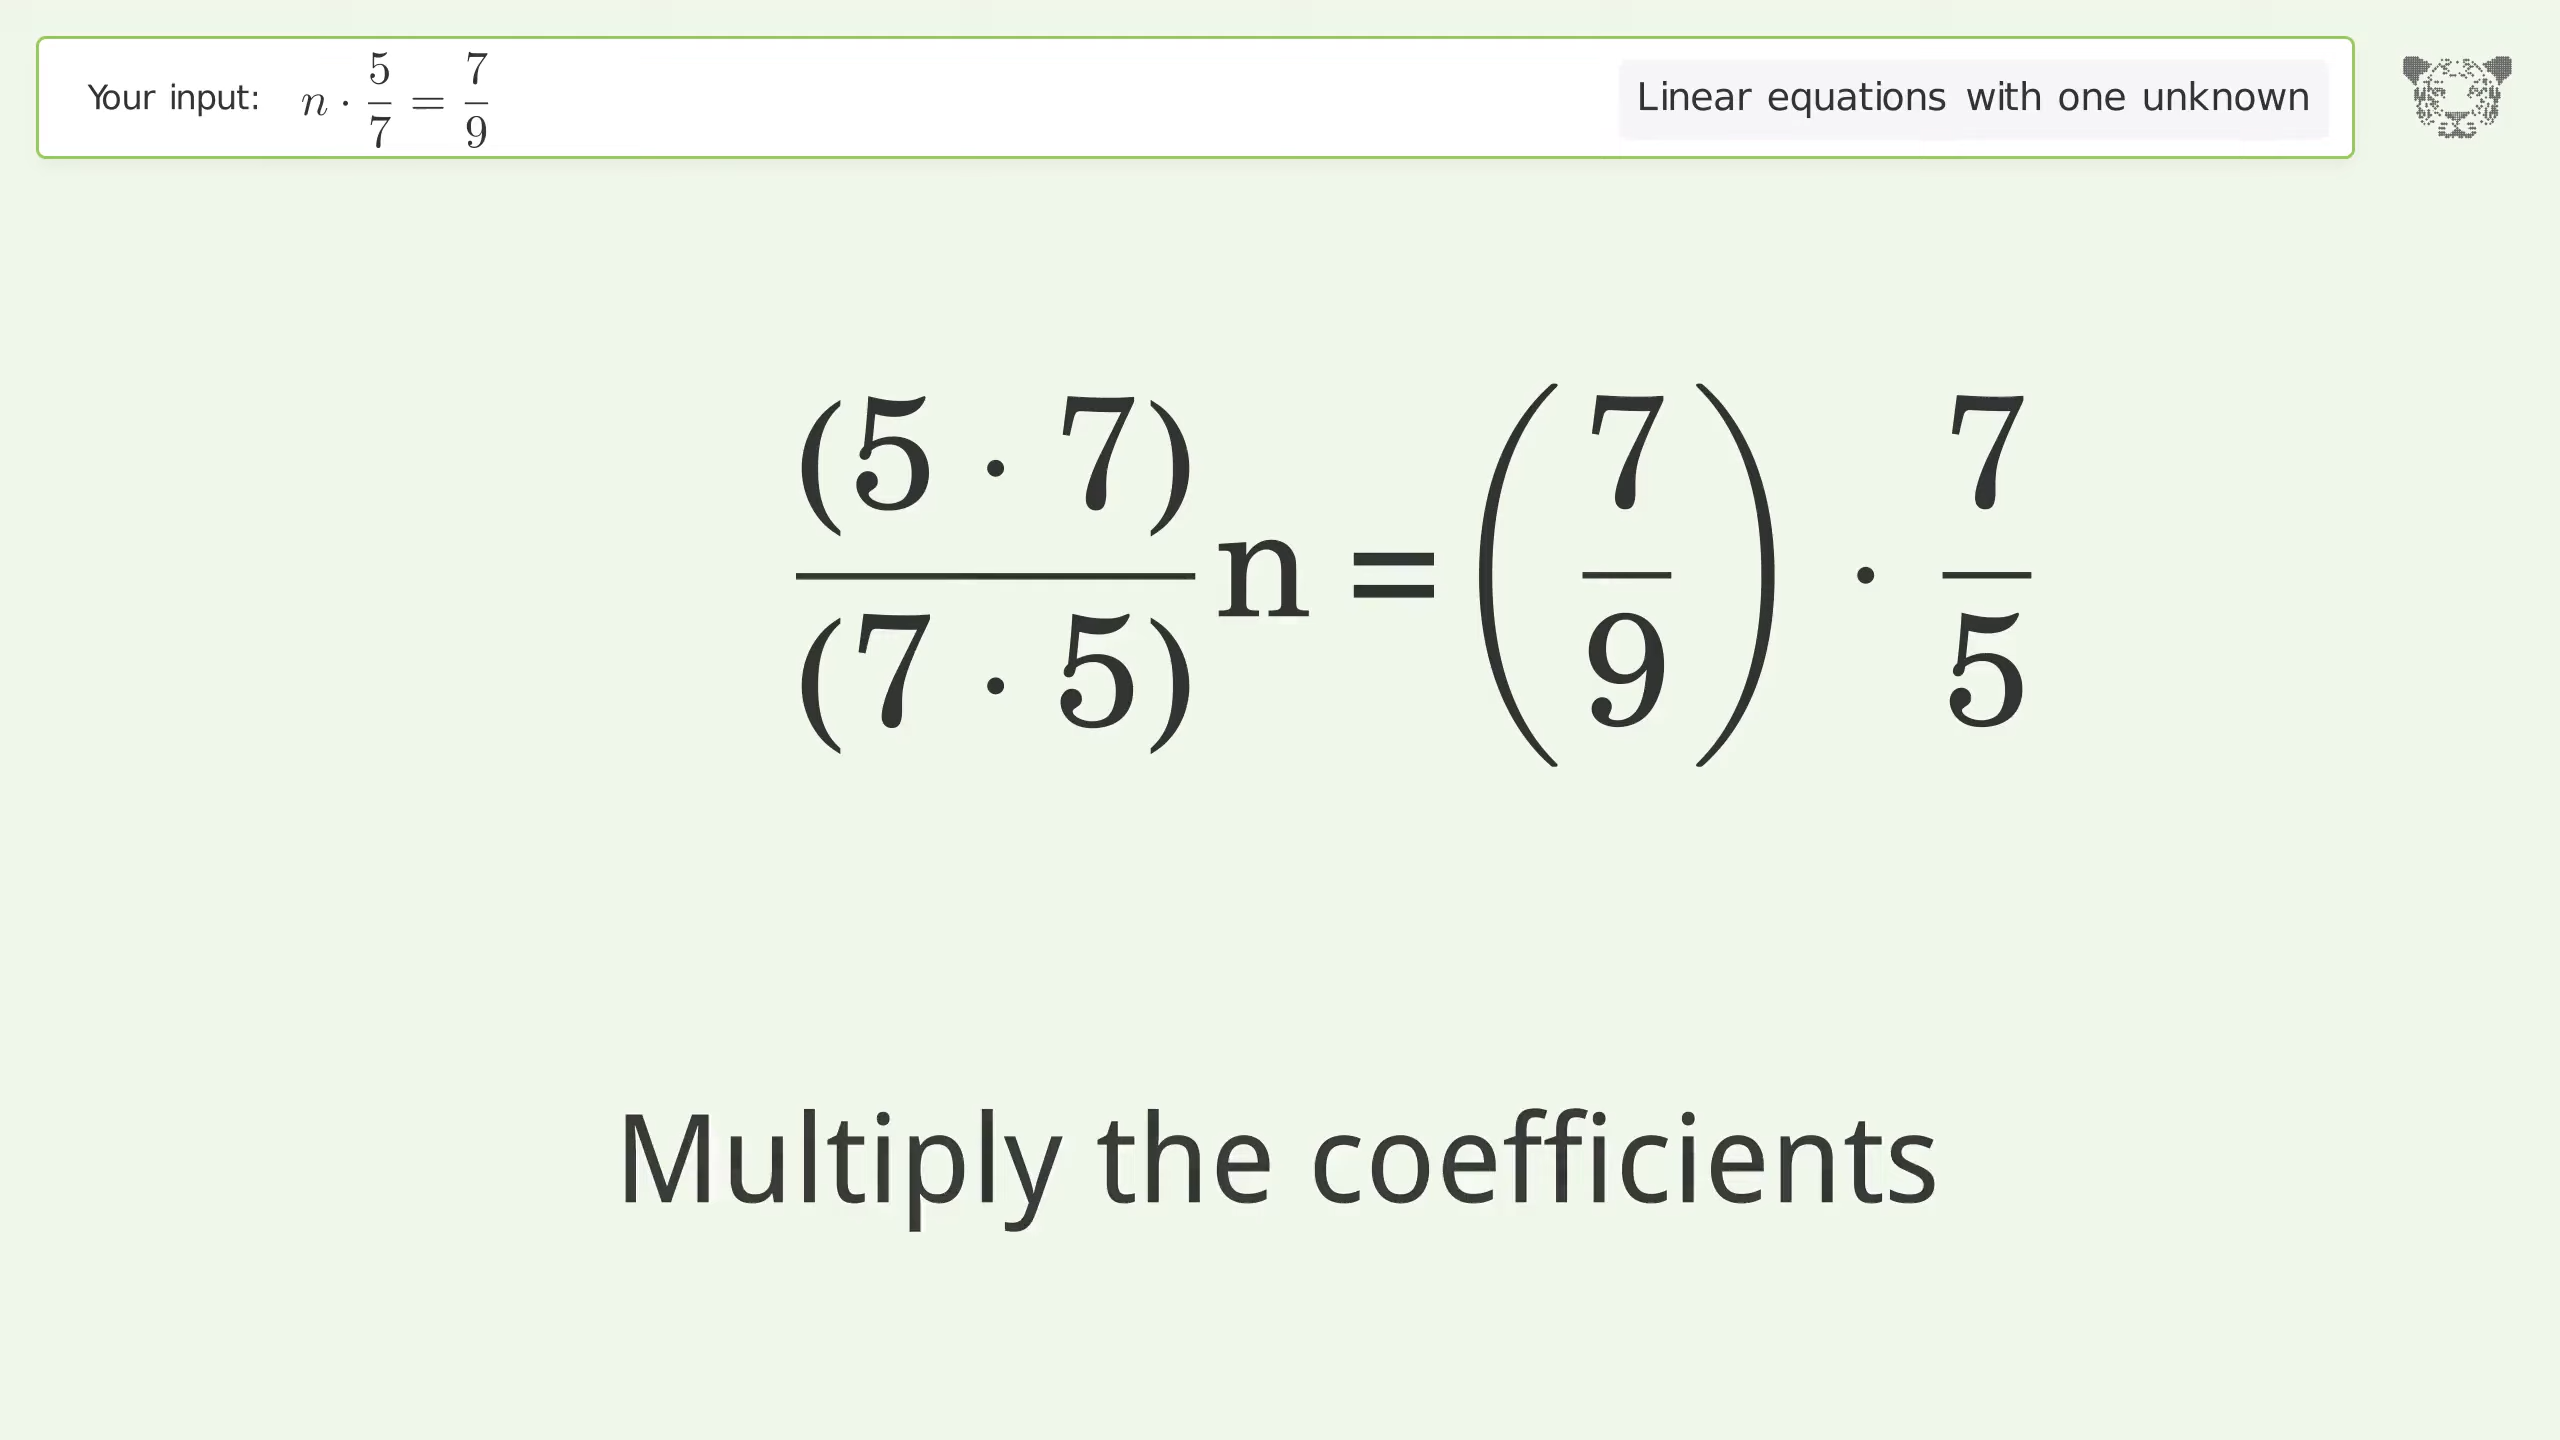 Your input: n · 5/7 = 7/9
Linear equations with one unknown
(5 · 7)/(7 · 5) n = (7/9) · 7/5
Multiply the coefficients